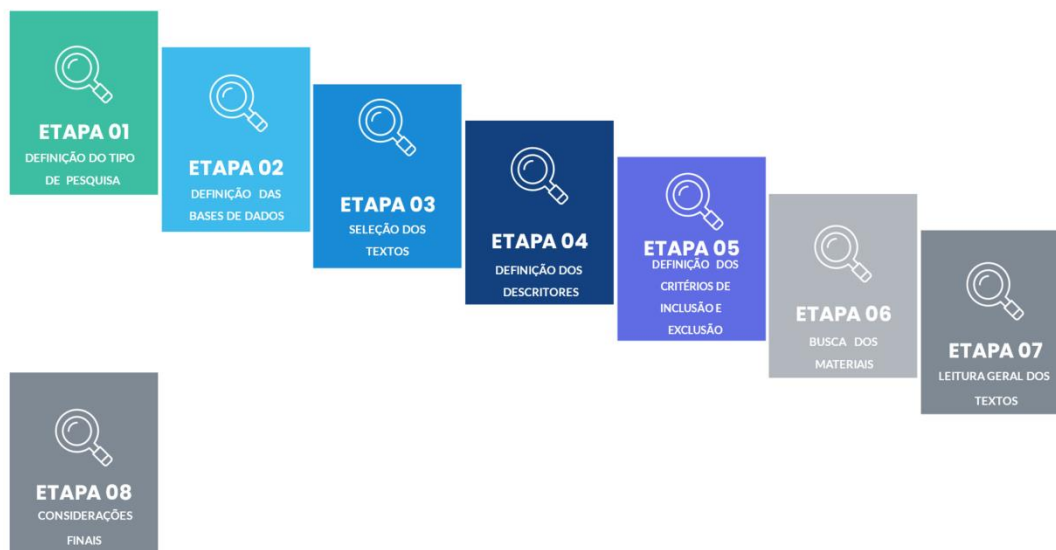 ETAPA 01
DEFINIÇÃO DO TIPO
DE PESQUISA
ETAPA 02
DEFINIÇÃO DAS
BASES DE DADOS
ETAPA 03
SELEÇÃO DOS
TEXTOS
ETAPA 04
DEFINIÇÃO DOS
DESCRITORES
ETAPA 05
DEFINIÇÃO DOS
CRITÉRIOS DE
INCLUSÃO E
EXCLUSÃO
ETAPA 06
BUSCA DOS
MATERIAIS
ETAPA 07
LEITURA GERAL DOS
TEXTOS
ETAPA 08
CONSIDERAÇÕES
FINAIS